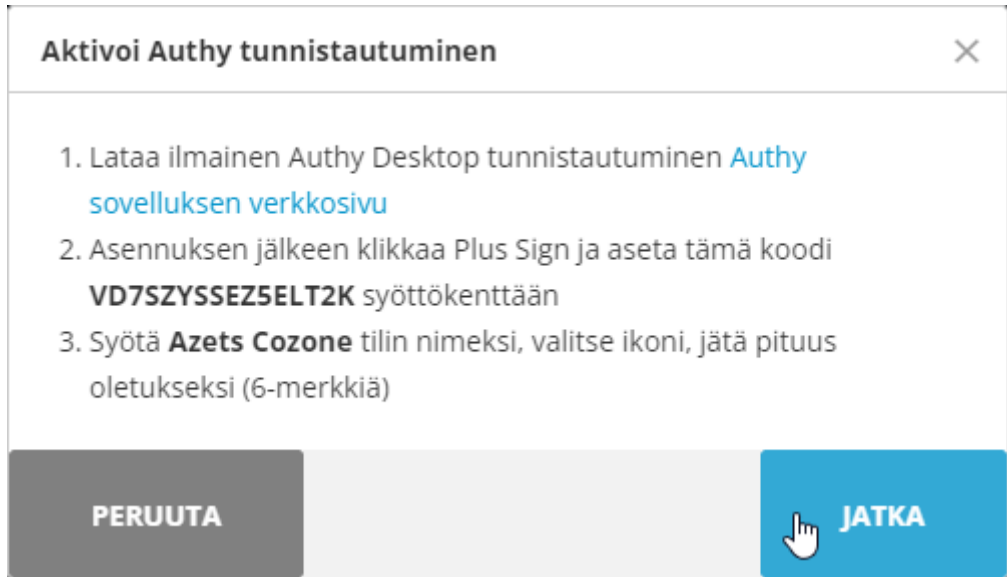 Aktivoi Authy tunnistautuminen
1. Lataa ilmainen Authy Desktop tunnistautuminen Authy
sovelluksen verkkosivu
2. Asennuksen jälkeen klikkaa Plus Sign ja aseta tämä koodi
VD7SZYSSEZ5ELT2K syöttökenttään
3. Syötä Azets Cozone tilin nimeksi, valitse ikoni, jätä pituus
oletukseksi (6-merkkiä)
PERUUTA
JATKA